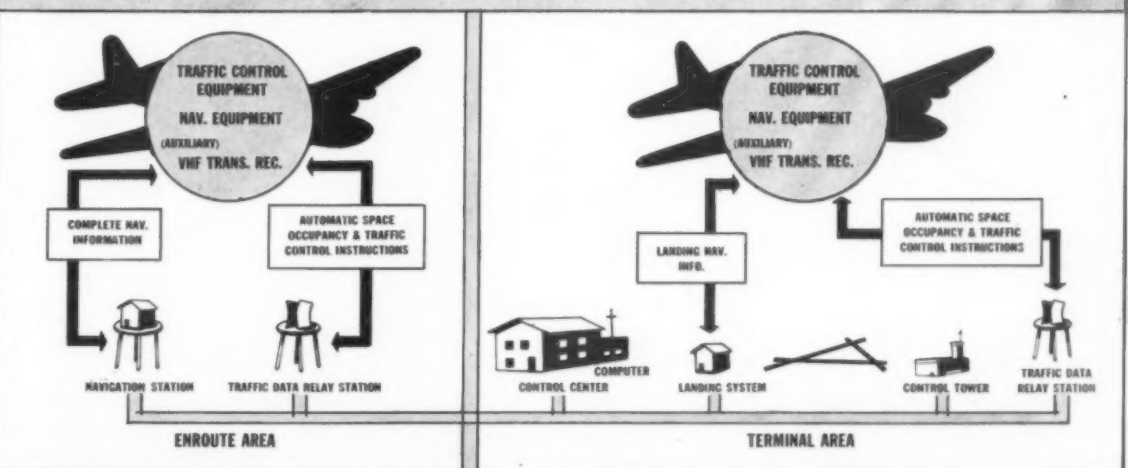 TRAFFIC CONTROL
EQUIPMENT
NAV. EQUIPMENT
(AUXILIARY)
VHF TRANS. REC.
COMPLETE NAV.
INFORMATION
AUTOMATIC SPACE
OCCUPANCY & TRAFFIC
CONTROL INSTRUCTIONS
NAVIGATION STATION
TRAFFIC DATA RELAY STATION
ENROUTE AREA
TRAFFIC CONTROL
EQUIPMENT
NAV. EQUIPMENT
(AUXILIARY)
VHF TRANS. REC.
LANDING NAV.
INFO.
AUTOMATIC SPACE
OCCUPANCY & TRAFFIC
CONTROL INSTRUCTIONS
COMPUTER
CONTROL CENTER
LANDING SYSTEM
CONTROL TOWER
TRAFFIC DATA
RELAY STATION
TERMINAL AREA